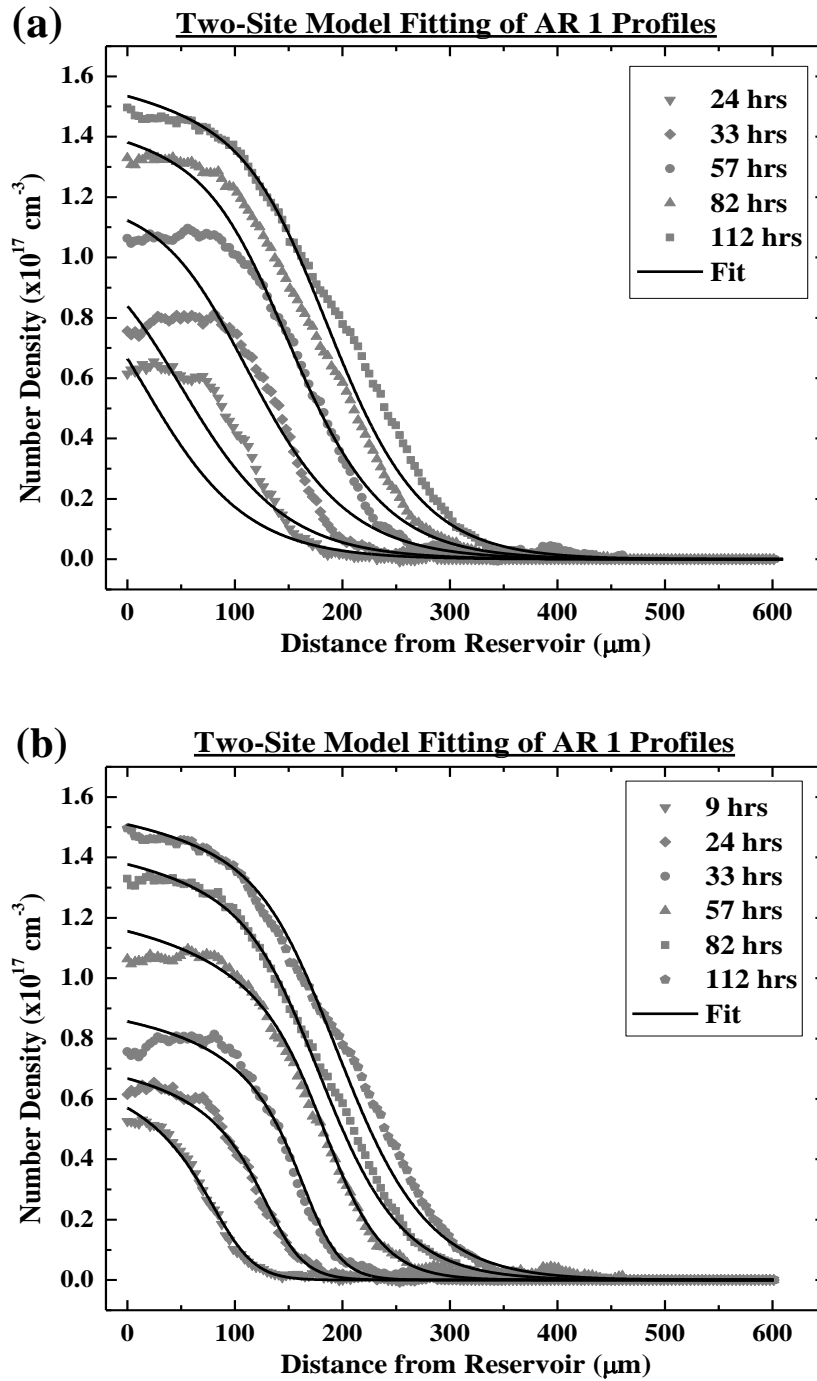 (a)
Two-Site Model Fitting of AR 1 Profiles
1.6
1.4
1.2
1.0
0.8
0.6
0.4
0.2
0.0
Number Density (x10^17 cm^-3)
24 hrs
33 hrs
57 hrs
82 hrs
112 hrs
Fit
0 100 200 300 400 500 600
Distance from Reservoir (μm)
(b)
Two-Site Model Fitting of AR 1 Profiles
1.6
1.4
1.2
1.0
0.8
0.6
0.4
0.2
0.0
Number Density (x10^17 cm^-3)
9 hrs
24 hrs
33 hrs
57 hrs
82 hrs
112 hrs
Fit
0 100 200 300 400 500 600
Distance from Reservoir (μm)